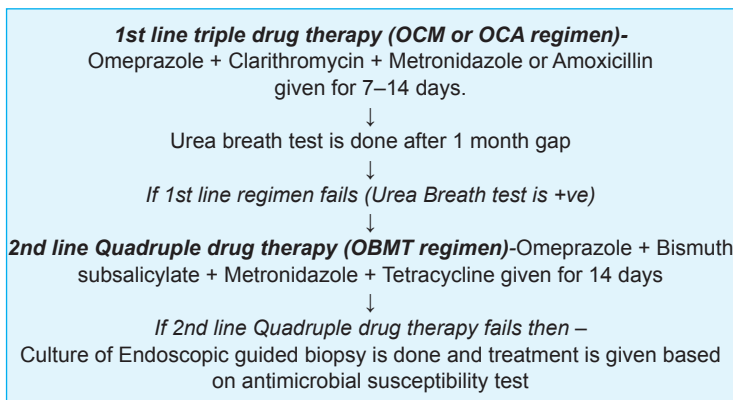 1st line triple drug therapy (OCM or OCA regimen)-
Omeprazole + Clarithromycin + Metronidazole or Amoxicillin
given for 7–14 days.
↓
Urea breath test is done after 1 month gap
↓
If 1st line regimen fails (Urea Breath test is +ve)
↓
2nd line Quadruple drug therapy (OBMT regimen)-Omeprazole + Bismuth
subsalicylate + Metronidazole + Tetracycline given for 14 days
↓
If 2nd line Quadruple drug therapy fails then –
Culture of Endoscopic guided biopsy is done and treatment is given based
on antimicrobial susceptibility test